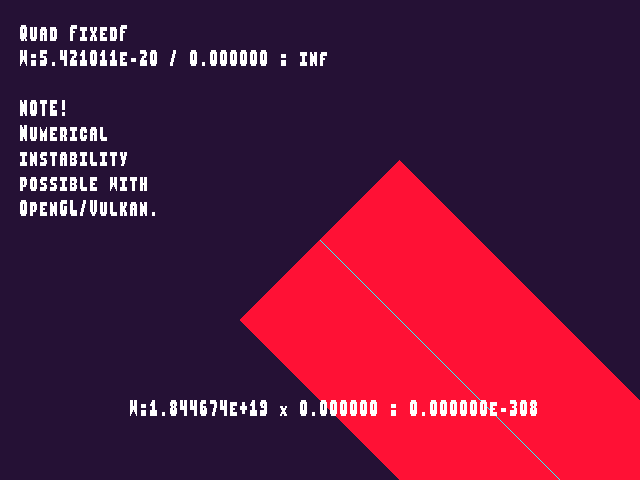 Quad fixedf
W:5.421011e-20 / 0.000000 : inf
NOTE!
Numerical
instability
possible with
OpenGL/Vulkan.
W:1.844674e+19 x 0.000000 : 0.000000e-308